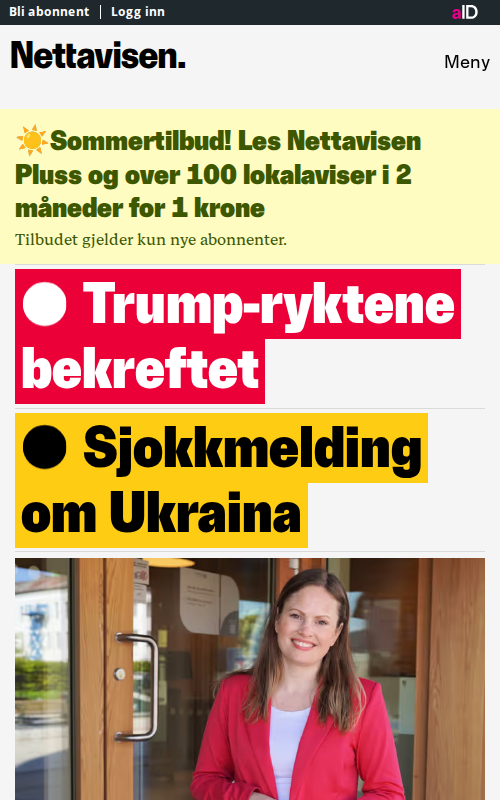 Bli abonnent
Logg inn
aID
Nettavisen.
Meny
Sommertilbud! Les Nettavisen
Pluss og over 100 lokalaviser i 2
måneder for 1 krone
Tilbudet gjelder kun nye abonnenter.
Trump-ryktene
bekreftet
Sjokkmelding
om Ukraina